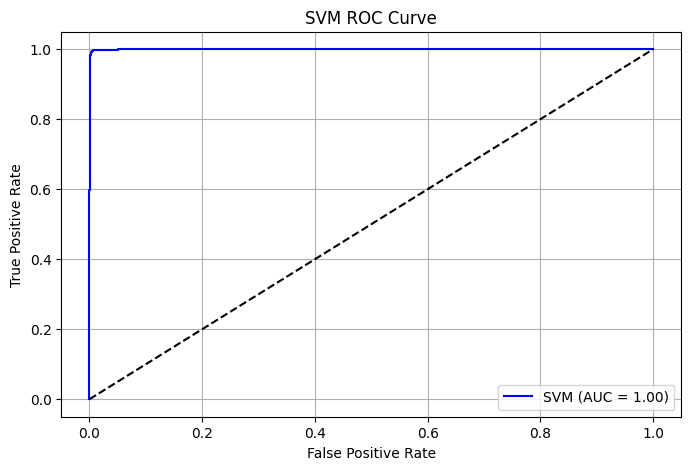 SVM ROC Curve
True Positive Rate
1.0
0.8
0.6
0.4
0.2
0.0
0.0 0.2 0.4 0.6 0.8 1.0
False Positive Rate
SVM (AUC = 1.00)